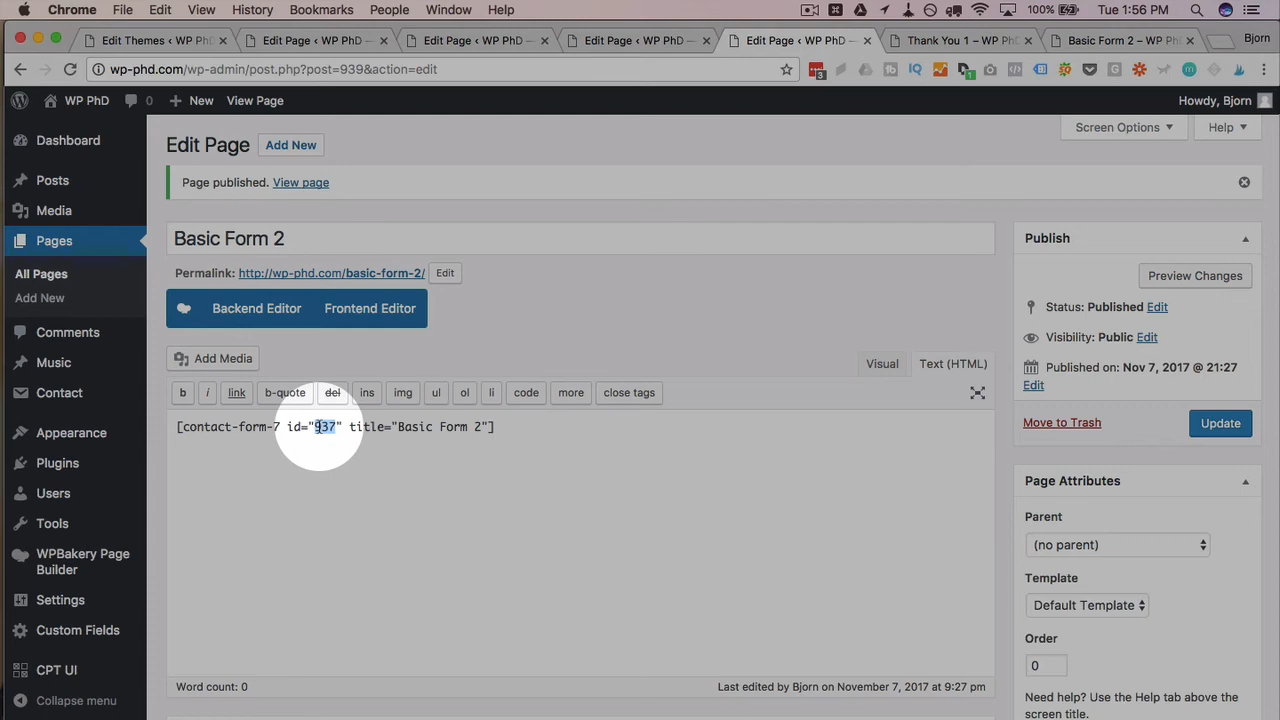 Chrome File Edit View History Bookmarks People Window Help 100% Tue 1:56 PM
Edit Themes ‹ WP PhD — Edit Page ‹ WP PhD — Edit Page ‹ WP PhD — Edit Page ‹ WP PhD — Edit Page ‹ WP PhD — Thank You 1 – WP PhD Basic Form 2 – WP PhD Bjorn
wp-phd.com/wp-admin/post.php?post=939&action=edit
WP PhD 0 New View Page Howdy, Bjorn
Screen Options Help
Dashboard
Posts
Media
Pages
All Pages
Add New
Comments
Music
Contact
Appearance
Plugins
Users
Tools
WPBakery Page
Builder
Settings
Custom Fields
CPT UI
Collapse menu
Edit Page Add New
Page published. View page
Basic Form 2
Permalink: http://wp-phd.com/basic-form-2/ Edit
Backend Editor Frontend Editor
Add Media Visual Text (HTML)
b i link b-quote del ins img ul ol li code more close tags
[contact-form-7 id="937" title="Basic Form 2"]
Word count: 0 Last edited by Bjorn on November 7, 2017 at 9:27 pm
Publish
Preview Changes
Status: Published Edit
Visibility: Public Edit
Published on: Nov 7, 2017 @ 21:27
Edit
Move to Trash Update
Page Attributes
Parent
(no parent)
Template
Default Template
Order
0
Need help? Use the Help tab above the
screen title.